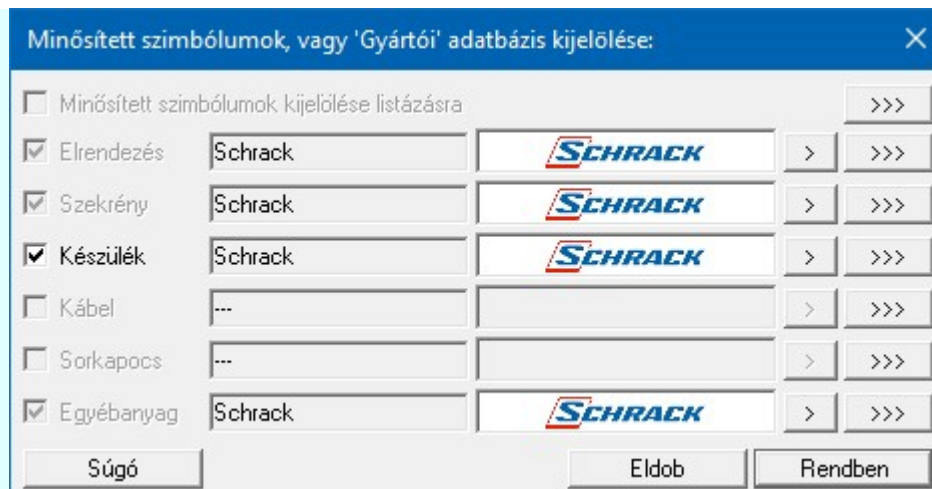 Minősített szimbólumok, vagy 'Gyártói' adatbázis kijelölése:
Minősített szimbólumok kijelölése listázásra >>>
Elrendezés Schrack SCHRACK > >>>
Szekrény Schrack SCHRACK > >>>
Készülék Schrack SCHRACK > >>>
Kábel --- > >>>
Sorkapocs --- > >>>
Egyébanyag Schrack SCHRACK > >>>
Súgó Eldob Rendben